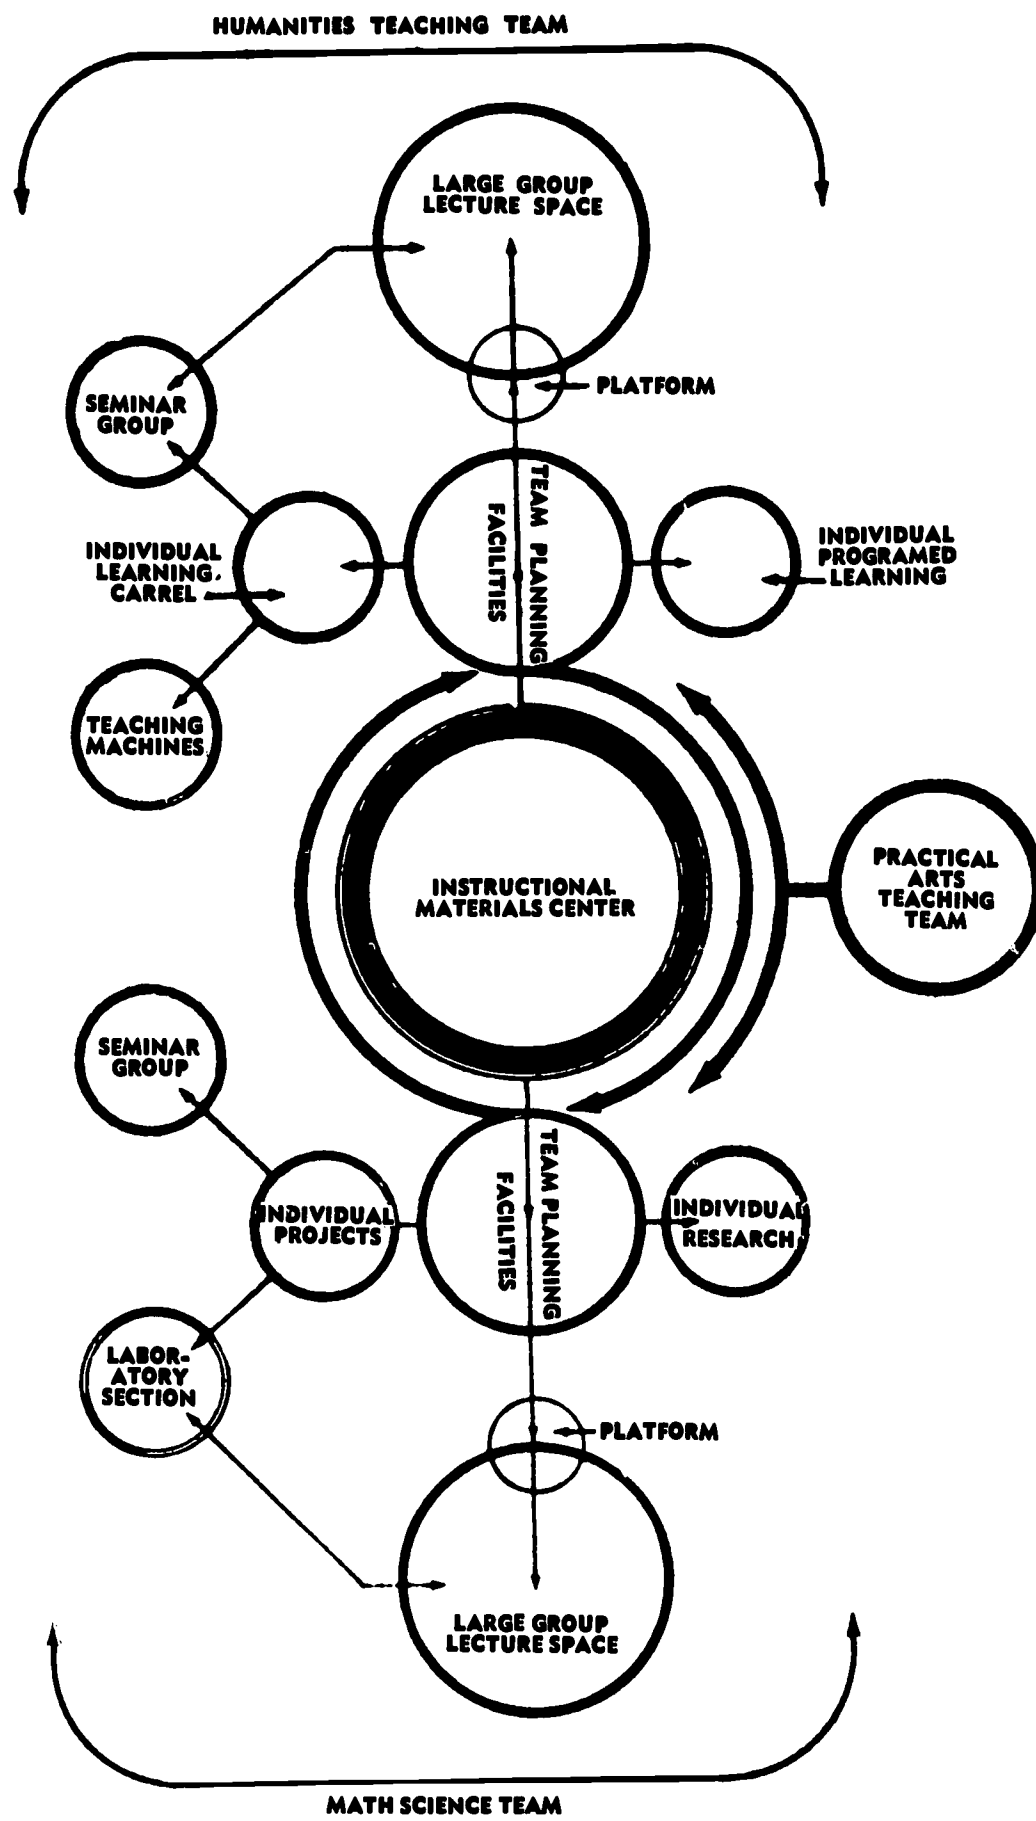 HUMANITIES TEACHING TEAM
LARGE GROUP
LECTURE SPACE
PLATFORM
SEMINAR
GROUP
TEAM PLANNING
FACILITIES
INDIVIDUAL
LEARNING
CARREL
INDIVIDUAL
PROGRAMED
LEARNING
TEACHING
MACHINES
INSTRUCTIONAL
MATERIALS CENTER
PRACTICAL
ARTS
TEACHING
TEAM
SEMINAR
GROUP
TEAM PLANNING
FACILITIES
INDIVIDUAL
PROJECTS
INDIVIDUAL
RESEARCH
LABOR-
ATORY
SECTION
PLATFORM
LARGE GROUP
LECTURE SPACE
MATH SCIENCE TEAM